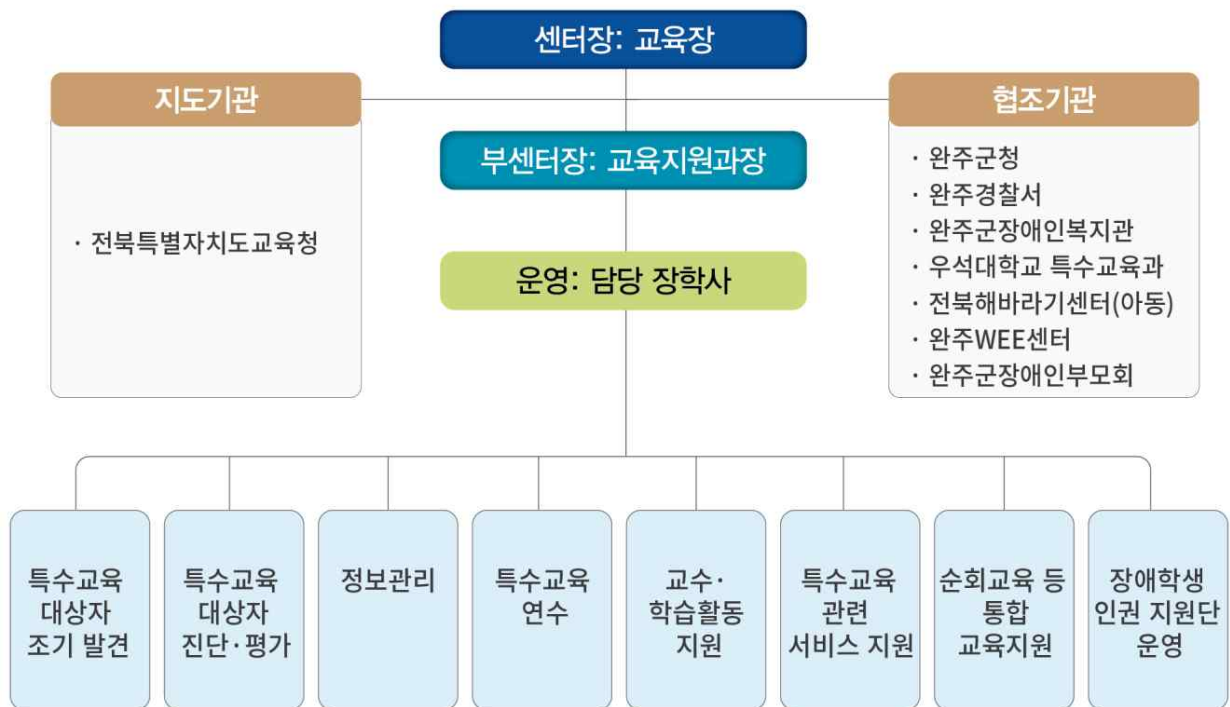 센터장: 교육장
지도기관
· 전북특별자치도교육청
협조기관
· 완주군청
· 완주경찰서
· 완주군장애인복지관
· 우석대학교 특수교육과
· 전북해바라기센터(아동)
· 완주WEE센터
· 완주군장애인부모회
부센터장: 교육지원과장
운영: 담당 장학사
특수교육
대상자
조기 발견
특수교육
대상자
진단·평가
정보관리
특수교육
연수
교수·
학습활동
지원
특수교육
관련
서비스 지원
순회교육 등
통합
교육지원
장애학생
인권 지원단
운영